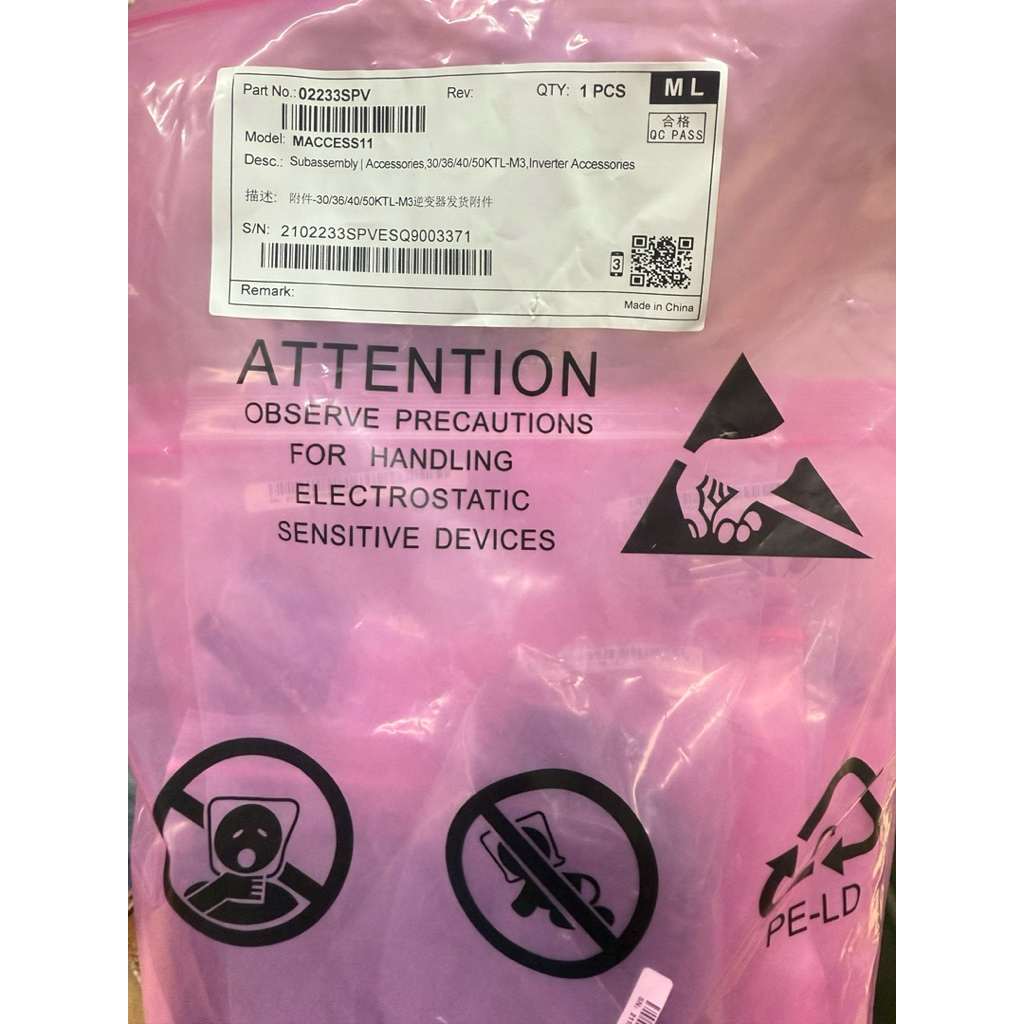 Part No.: 02233SPV Rev: QTY: 1 PCS M L
合格
QC PASS
Model: MACCESS11
Desc.: Subassembly | Accessories,30/36/40/50KTL-M3,Inverter Accessories
描述: 附件-30/36/40/50KTL-M3逆变器发货附件
S/N: 2102233SPVESQ9003371
3
Remark:
Made in China
ATTENTION
OBSERVE PRECAUTIONS
FOR HANDLING
ELECTROSTATIC
SENSITIVE DEVICES
PE-LD